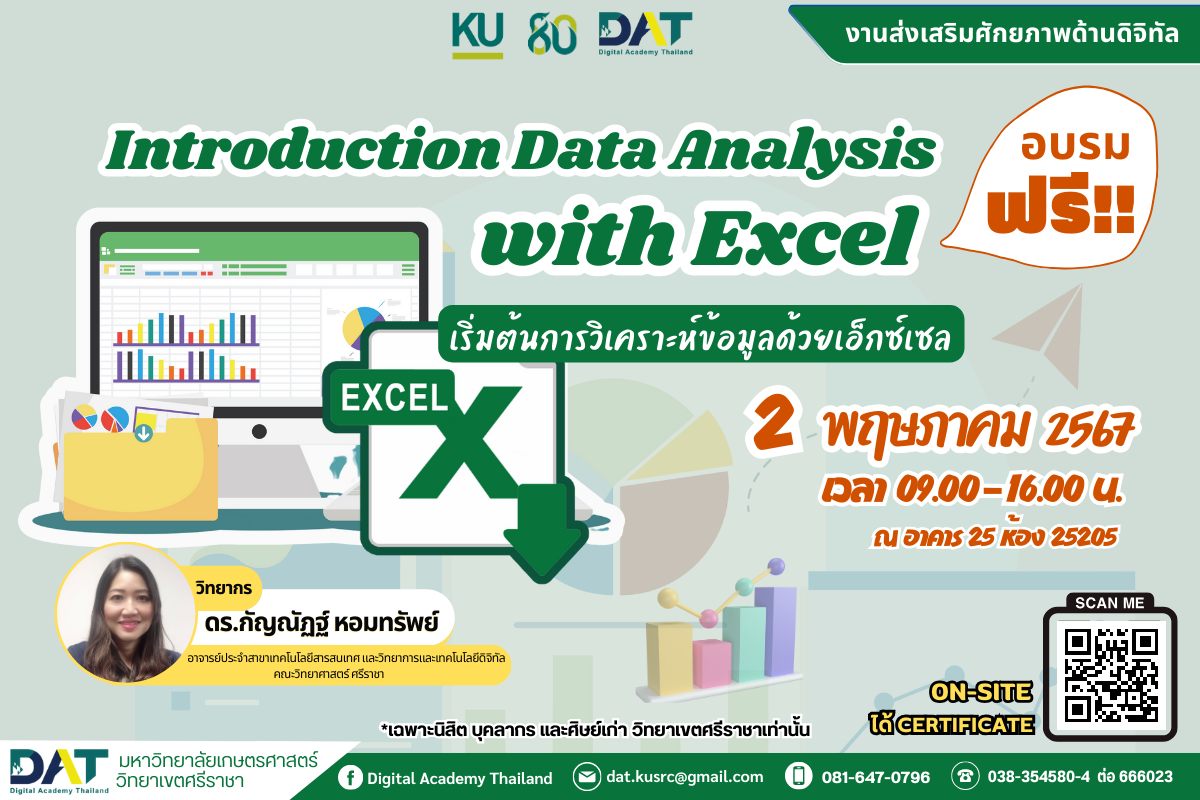 KU 80 DAT
Digital Academy Thailand
งานส่งเสริมศักยภาพด้านดิจิทัล
อบรม
ฟรี!!
Introduction Data Analysis
with Excel
เริ่มต้นการวิเคราะห์ข้อมูลด้วยเอ็กซ์เซล
EXCEL
X
2 พฤษภาคม 2567
เวลา 09.00 - 16.00 น.
ณ อาคาร 25 ห้อง 25205
วิทยากร
ดร.กัญณัฏฐ์ หอมทรัพย์
อาจารย์ประจำสาขาเทคโนโลยีสารสนเทศ และวิทยาการและเทคโนโลยีดิจิทัล
คณะวิทยาศาสตร์ ศรีราชา
SCAN ME
ON-SITE
ได้ CERTIFICATE
*เฉพาะนิสิต บุคลากร และศิษย์เก่า วิทยาเขตศรีราชาเท่านั้น
DAT
Digital Academy Thailand
มหาวิทยาลัยเกษตรศาสตร์
วิทยาเขตศรีราชา
Digital Academy Thailand
dat.kusrc@gmail.com
081-647-0796
038-354580-4 ต่อ 666023